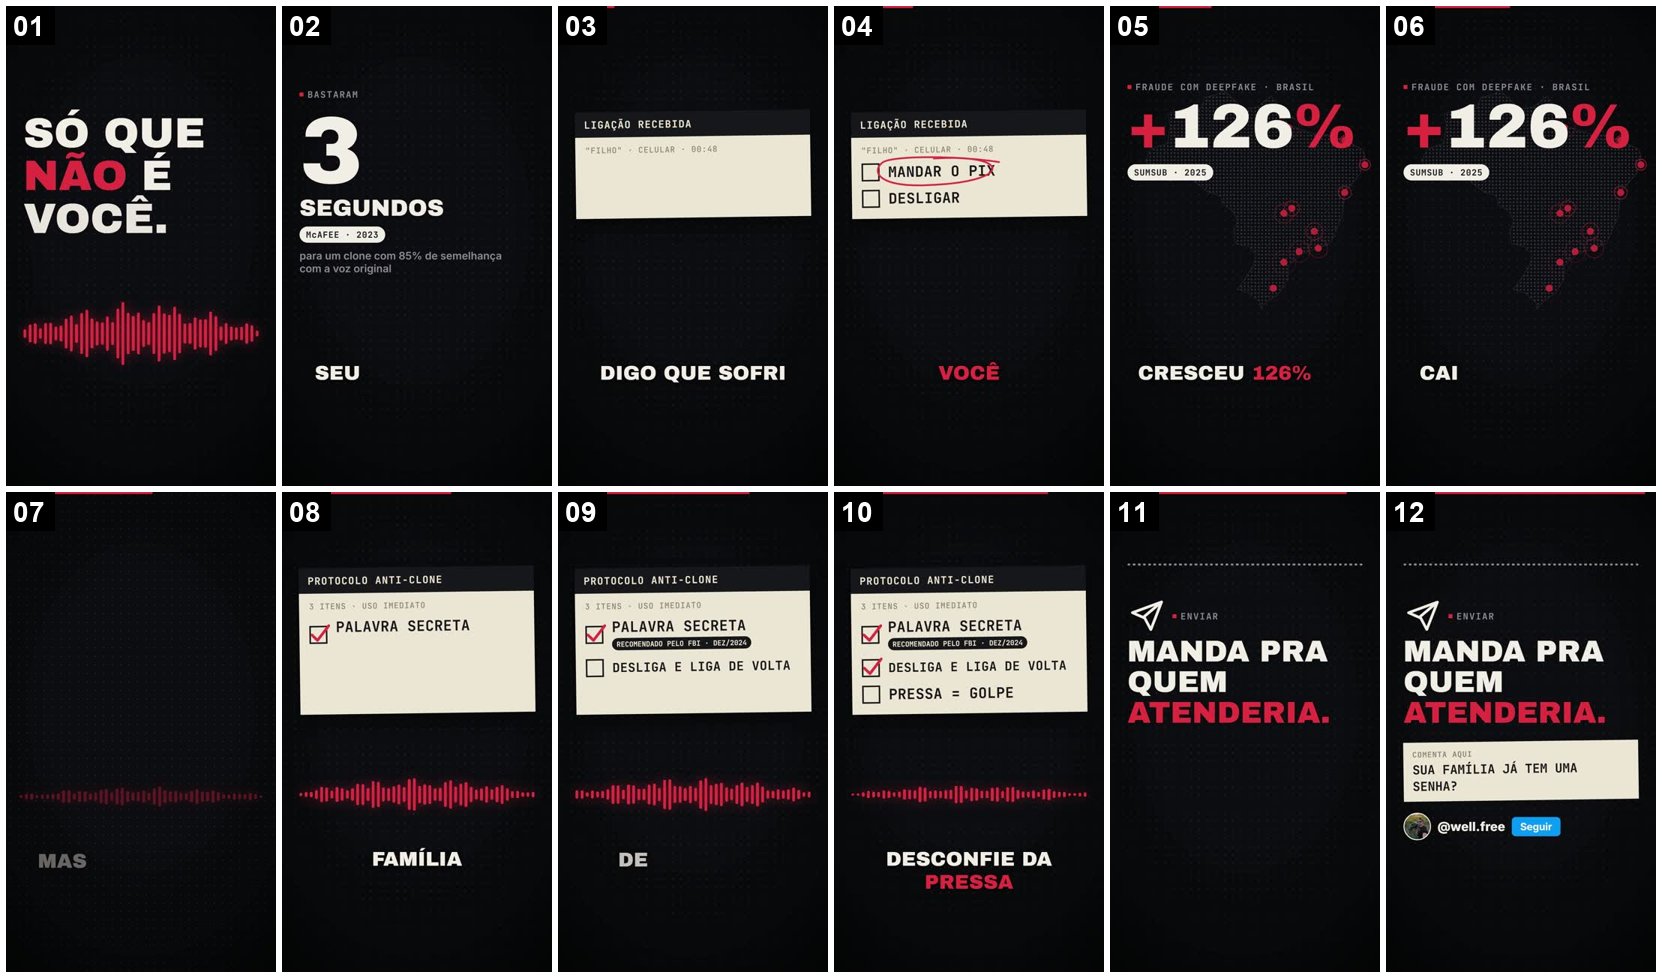 01
SÓ QUE
NÃO É
VOCÊ.
02
BASTARAM
3
SEGUNDOS
McAFEE · 2023
para um clone com 85% de semelhança
com a voz original
SEU
03
LIGAÇÃO RECEBIDA
"FILHO" · CELULAR · 00:48
DIGO QUE SOFRI
04
LIGAÇÃO RECEBIDA
"FILHO" · CELULAR · 00:48
MANDAR O PIX
DESLIGAR
VOCÊ
05
FRAUDE COM DEEPFAKE · BRASIL
+126%
SUMSUB · 2025
CRESCEU 126%
06
FRAUDE COM DEEPFAKE · BRASIL
+126%
SUMSUB · 2025
CAI
07
MAS
08
PROTOCOLO ANTI-CLONE
3 ITENS · USO IMEDIATO
PALAVRA SECRETA
FAMÍLIA
09
PROTOCOLO ANTI-CLONE
3 ITENS · USO IMEDIATO
PALAVRA SECRETA
RECOMENDADO PELO FBI · DEZ/2024
DESLIGA E LIGA DE VOLTA
DE
10
PROTOCOLO ANTI-CLONE
3 ITENS · USO IMEDIATO
PALAVRA SECRETA
RECOMENDADO PELO FBI · DEZ/2024
DESLIGA E LIGA DE VOLTA
PRESSA = GOLPE
DESCONFIE DA
PRESSA
11
ENVIAR
MANDA PRA
QUEM
ATENDERIA.
12
ENVIAR
MANDA PRA
QUEM
ATENDERIA.
COMENTA AQUI
SUA FAMÍLIA JÁ TEM UMA
SENHA?
@well.free
Seguir